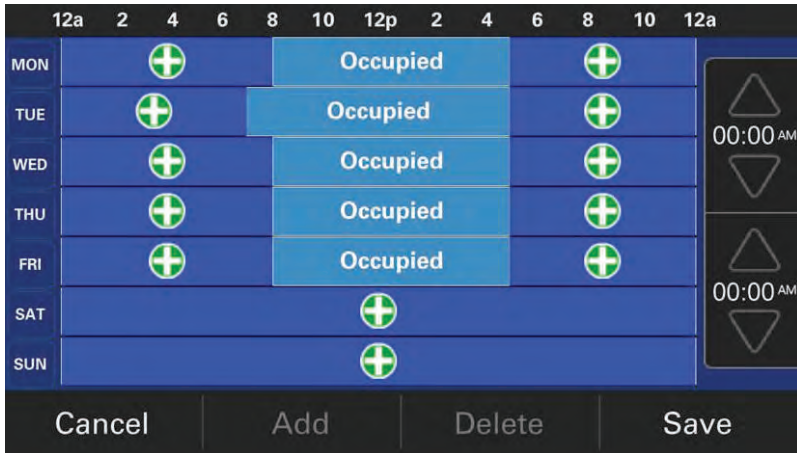 12a 2 4 6 8 10 12p 2 4 6 8 10 12a
MON Occupied
TUE Occupied
00:00 AM
WED Occupied
THU Occupied
FRI Occupied
00:00 AM
SAT
SUN
Cancel Add Delete Save